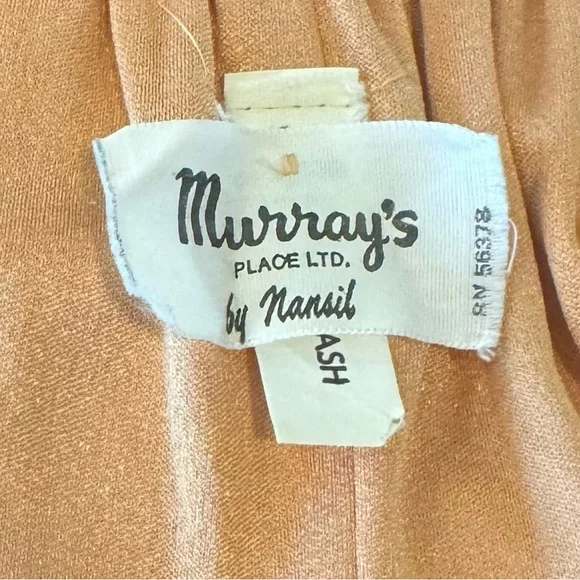 Murray's
PLACE LTD.
by Nansil
RN 56378
ASH